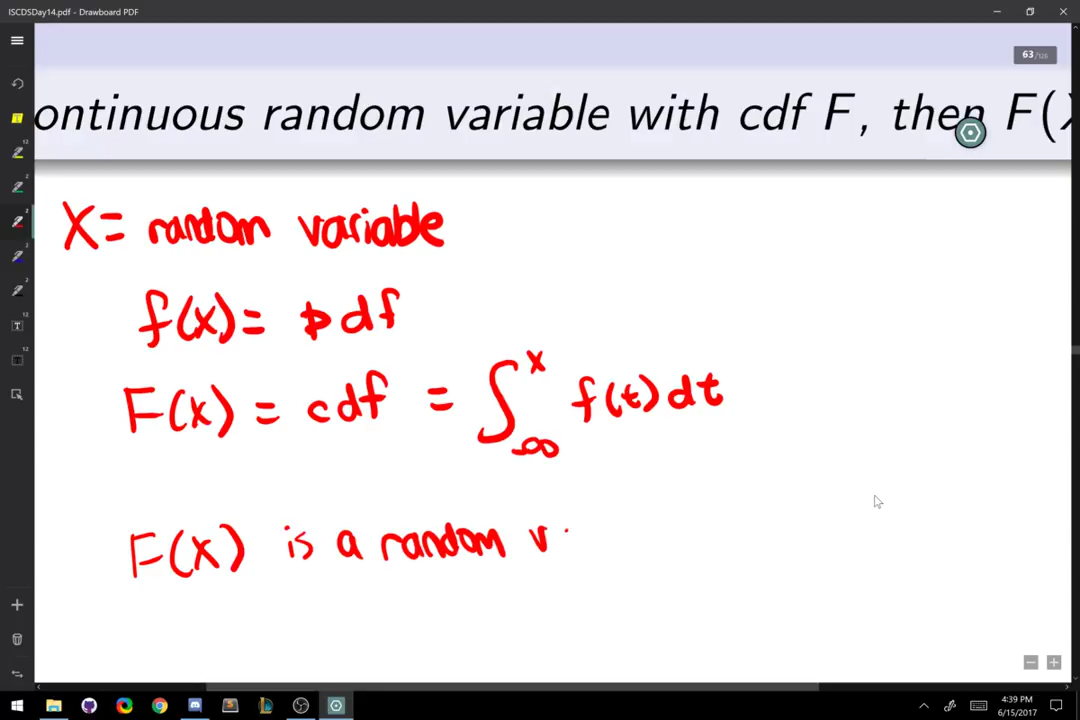 ISCDSDay14.pdf - Drawboard PDF
63/126
ontinuous random variable with cdf F, then F(
X = random variable
f(x) = pdf
F(x) = cdf = ∫_{-∞}^{x} f(t) dt
F(X) is a random v
4:39 PM
6/15/2017